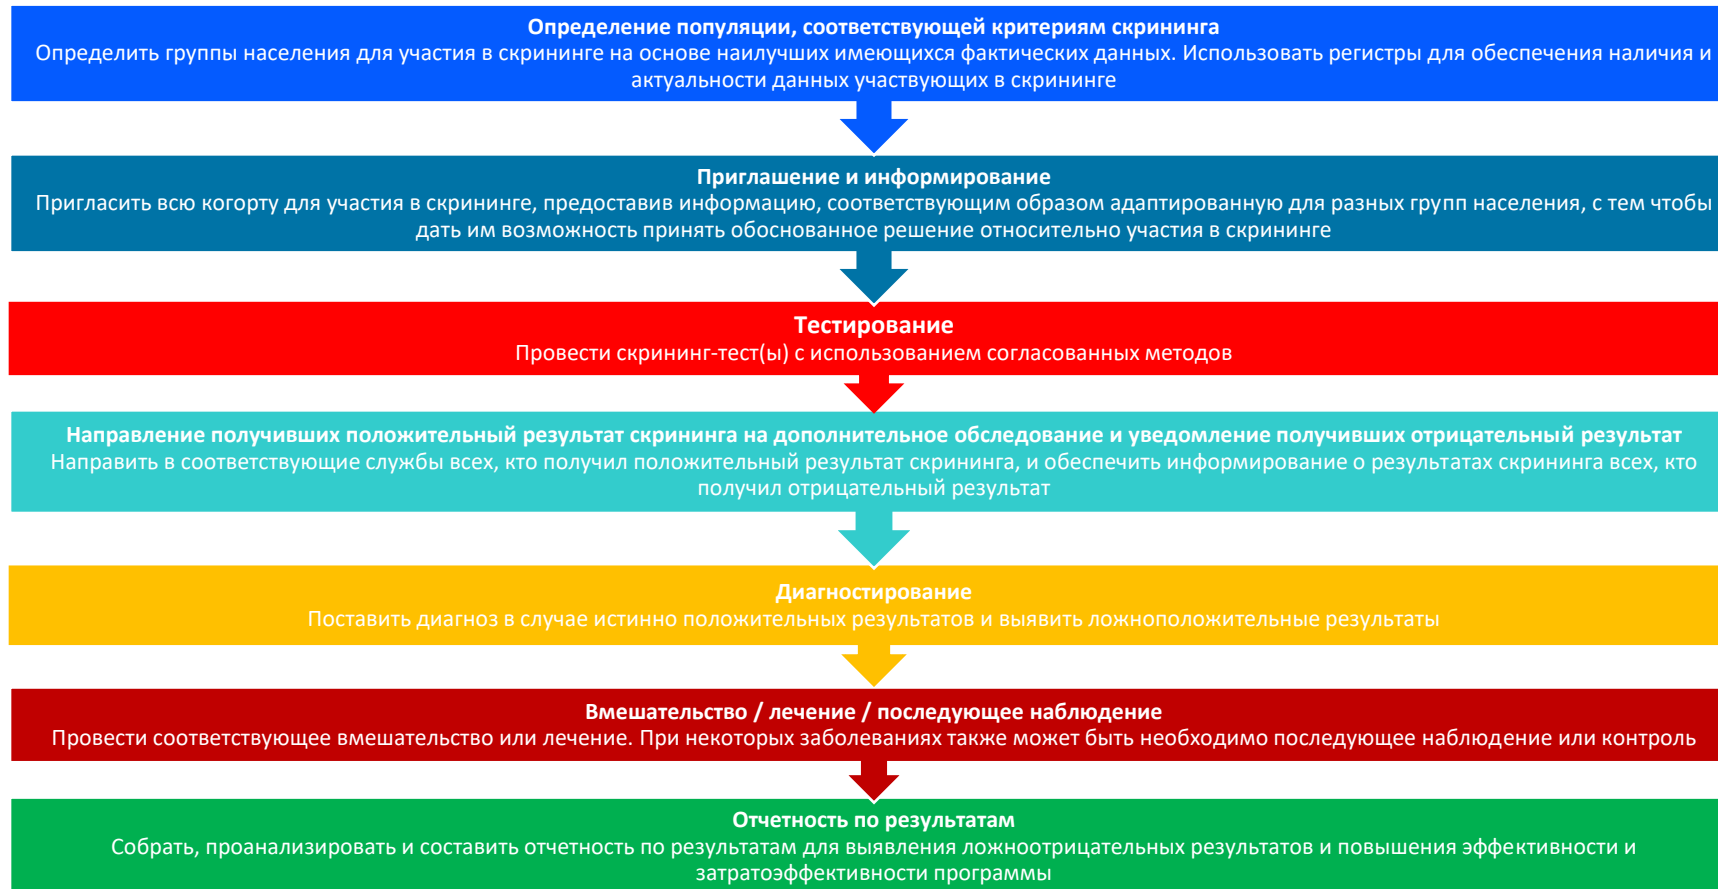 Определение популяции, соответствующей критериям скрининга
Определить группы населения для участия в скрининге на основе наилучших имеющихся фактических данных. Использовать регистры для обеспечения наличия и
актуальности данных участвующих в скрининге
Приглашение и информирование
Пригласить всю когорту для участия в скрининге, предоставив информацию, соответствующим образом адаптированную для разных групп населения, с тем чтобы
дать им возможность принять обоснованное решение относительно участия в скрининге
Тестирование
Провести скрининг-тест(ы) с использованием согласованных методов
Направление получивших положительный результат скрининга на дополнительное обследование и уведомление получивших отрицательный результат
Направить в соответствующие службы всех, кто получил положительный результат скрининга, и обеспечить информирование о результатах скрининга всех, кто
получил отрицательный результат
Диагностирование
Поставить диагноз в случае истинно положительных результатов и выявить ложноположительные результаты
Вмешательство / лечение / последующее наблюдение
Провести соответствующее вмешательство или лечение. При некоторых заболеваниях также может быть необходимо последующее наблюдение или контроль
Отчетность по результатам
Собрать, проанализировать и составить отчетность по результатам для выявления ложноотрицательных результатов и повышения эффективности и
затратоэффективности программы